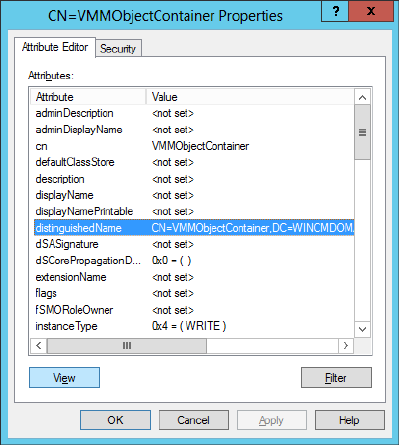 CN=VMMObjectContainer Properties
? X
Attribute Editor Security
Attributes:
Attribute Value
adminDescription <not set>
adminDisplayName <not set>
cn VMMObjectContainer
defaultClassStore <not set>
description <not set>
displayName <not set>
displayNamePrintable <not set>
distinguishedName CN=VMMObjectContainer,DC=WINCMDOM
dSASignature <not set>
dSCorePropagationD... 0x0 = ( )
extensionName <not set>
flags <not set>
fSMORoleOwner <not set>
instanceType 0x4 = ( WRITE )
View Filter
OK Cancel Apply Help